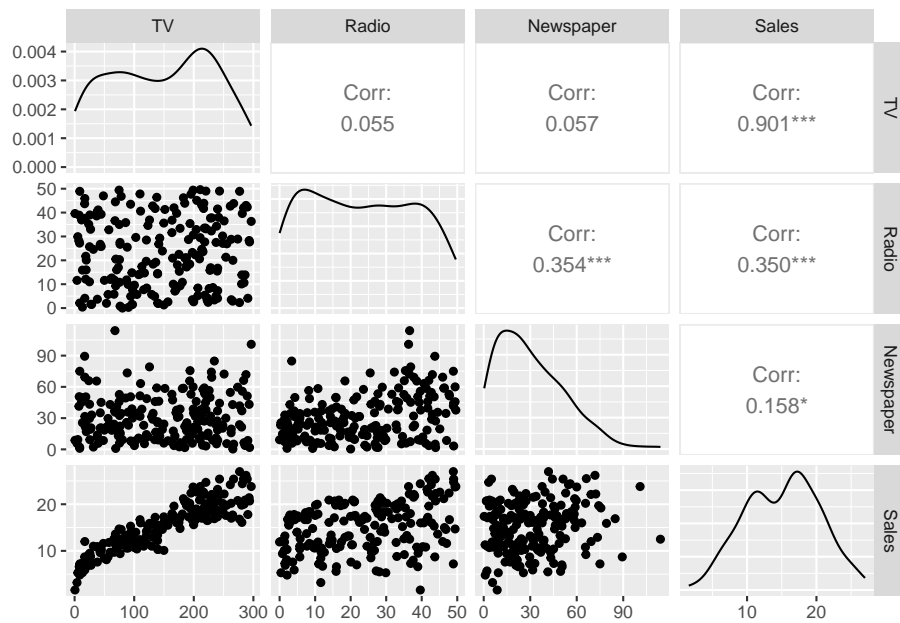 TV Radio Newspaper Sales
0.004
0.003
0.002
0.001
0.000
Corr:
0.055
Corr:
0.057
Corr:
0.901***
TV
50
40
30
20
10
0
Corr:
0.354***
Corr:
0.350***
Radio
90
60
30
0
Corr:
0.158*
Newspaper
20
10
Sales
0 100 200 300 0 10 20 30 40 50 0 30 60 90 10 20